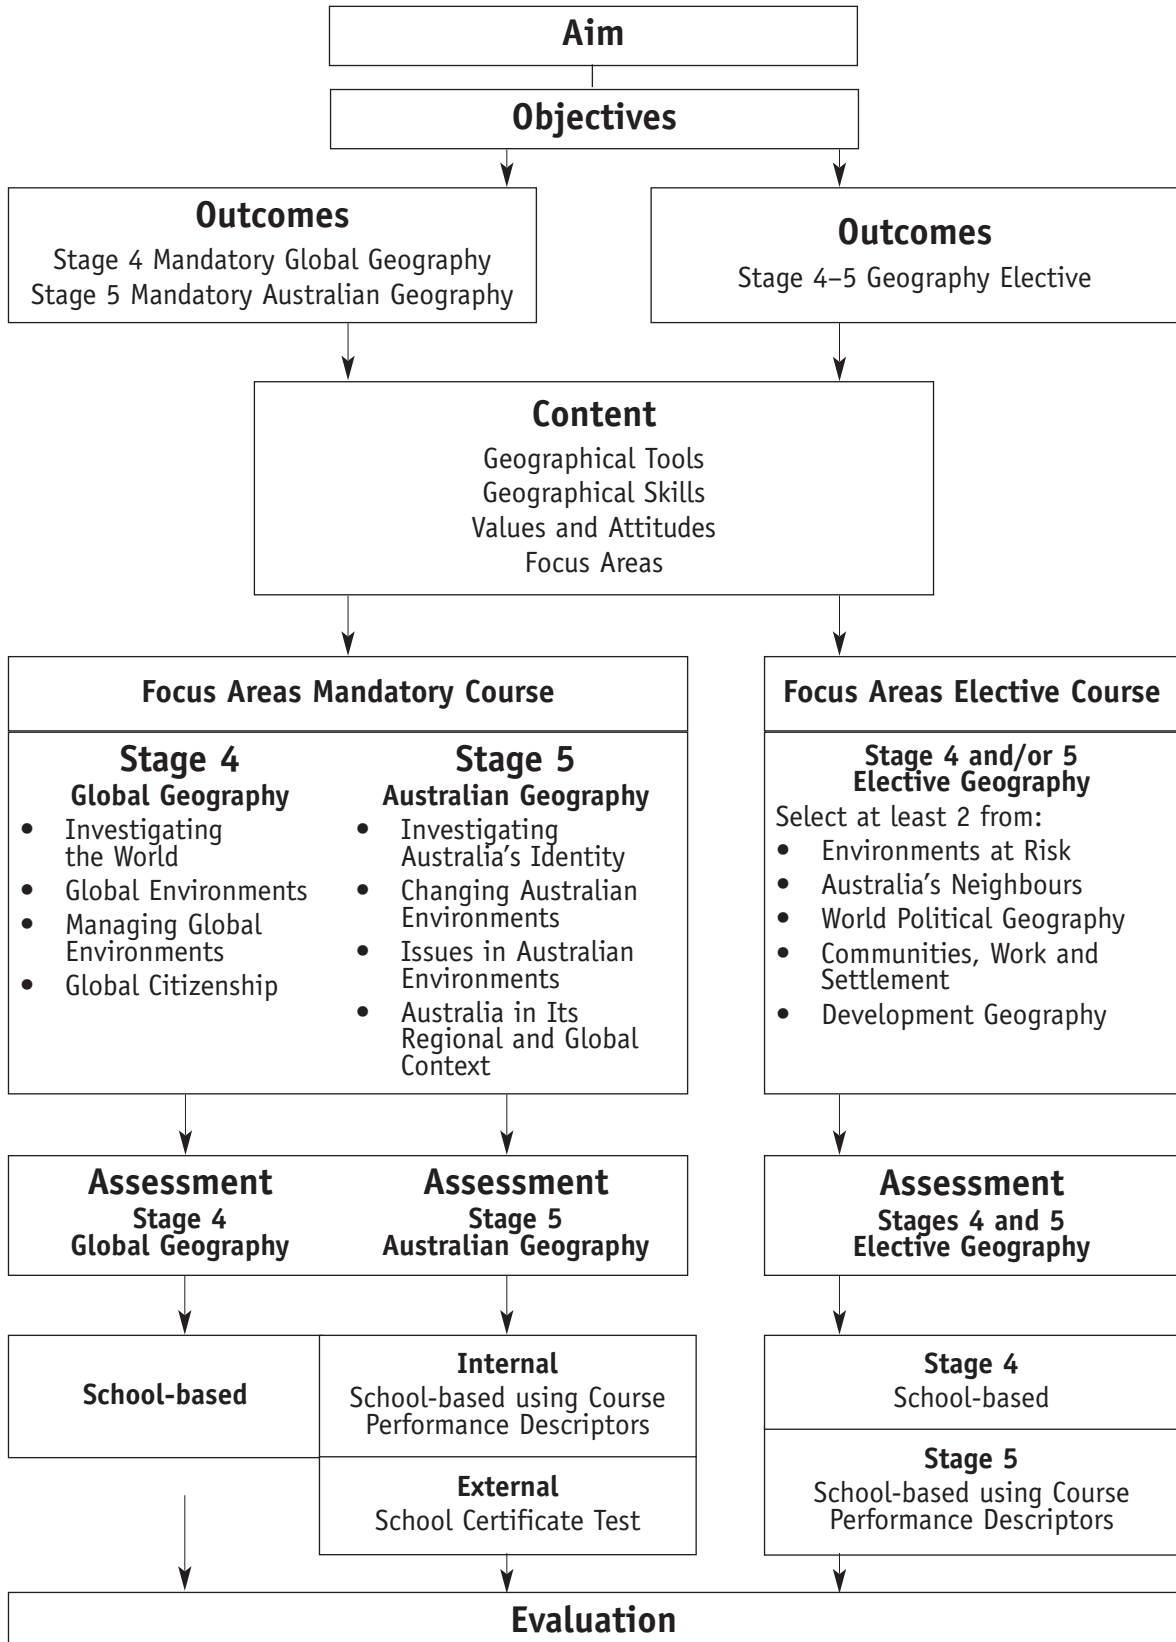 Aim
Objectives
Outcomes
Stage 4 Mandatory Global Geography
Stage 5 Mandatory Australian Geography
Outcomes
Stage 4–5 Geography Elective
Content
Geographical Tools
Geographical Skills
Values and Attitudes
Focus Areas
Focus Areas Mandatory Course
Stage 4
Global Geography
• Investigating
the World
• Global Environments
• Managing Global
Environments
• Global Citizenship
Stage 5
Australian Geography
• Investigating
Australia’s Identity
• Changing Australian
Environments
• Issues in Australian
Environments
• Australia in Its
Regional and Global
Context
Focus Areas Elective Course
Stage 4 and/or 5
Elective Geography
Select at least 2 from:
• Environments at Risk
• Australia’s Neighbours
• World Political Geography
• Communities, Work and
Settlement
• Development Geography
Assessment
Stage 4
Global Geography
Assessment
Stage 5
Australian Geography
Assessment
Stages 4 and 5
Elective Geography
School-based
Internal
School-based using Course
Performance Descriptors
External
School Certificate Test
Stage 4
School-based
Stage 5
School-based using Course
Performance Descriptors
Evaluation